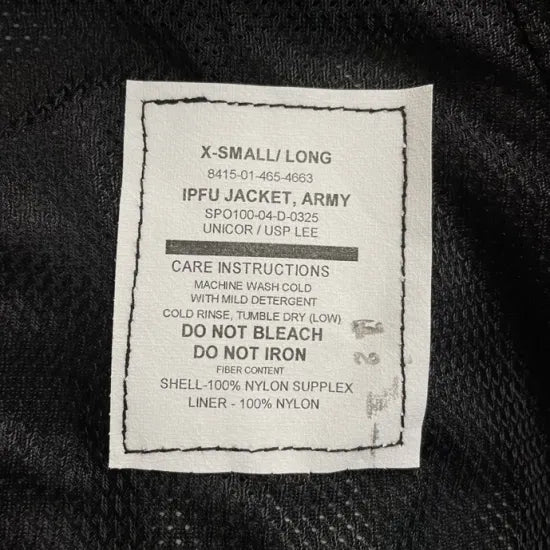 X-SMALL/ LONG
8415-01-465-4663
IPFU JACKET, ARMY
SPO100-04-D-0325
UNICOR / USP LEE
CARE INSTRUCTIONS
MACHINE WASH COLD
WITH MILD DETERGENT
COLD RINSE, TUMBLE DRY (LOW)
DO NOT BLEACH
DO NOT IRON
FIBER CONTENT
SHELL-100% NYLON SUPPLEX
LINER - 100% NYLON